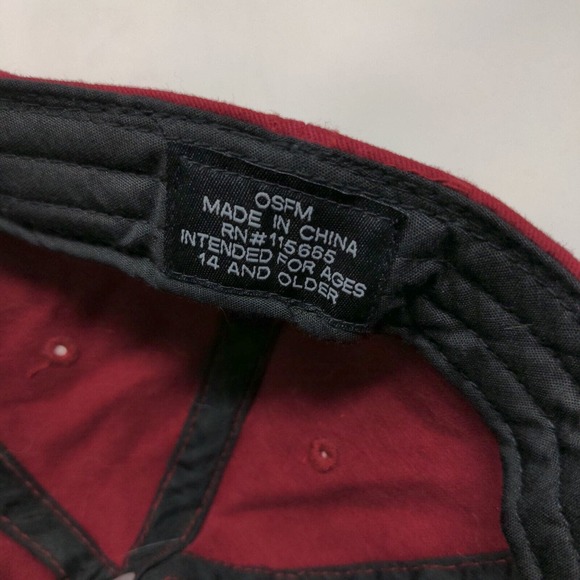 OSFM
MADE IN CHINA
RN#115665
INTENDED FOR AGES
14 AND OLDER